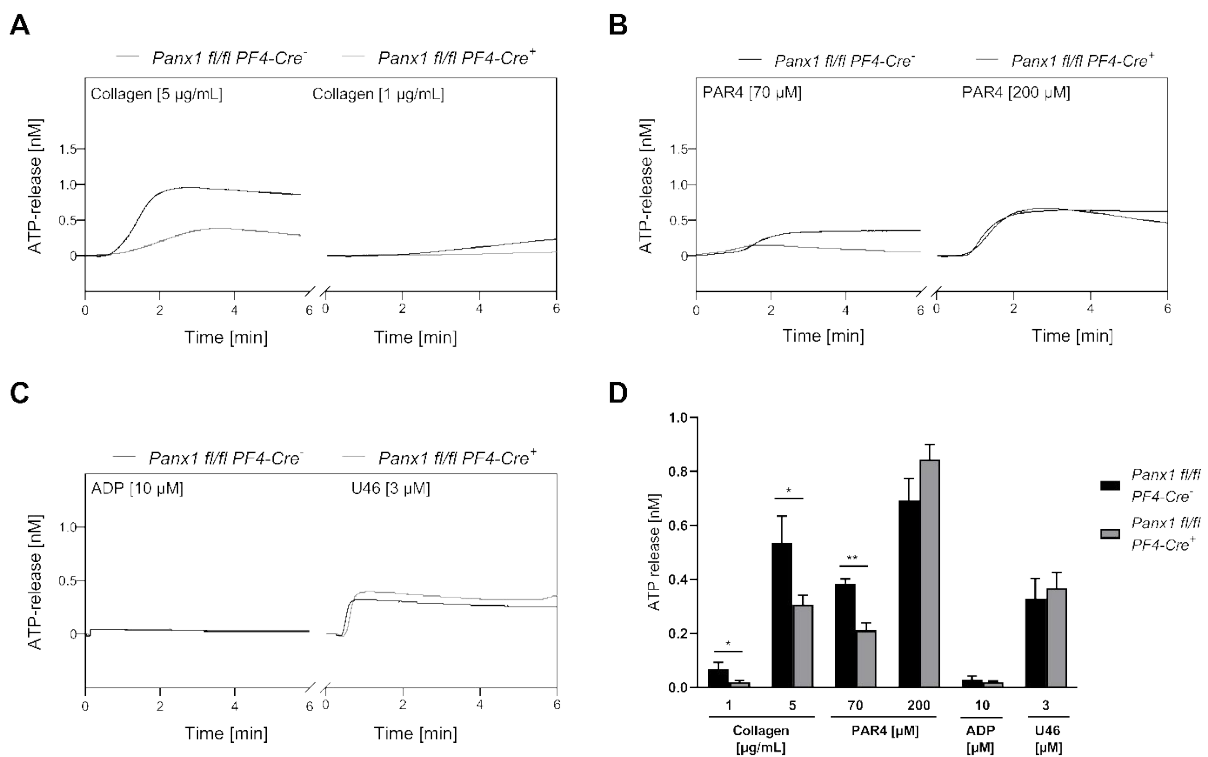 A
Panx1 fl/fl PF4-Cre-
Panx1 fl/fl PF4-Cre+
Collagen [5 µg/mL]
Collagen [1 µg/mL]
ATP-release [nM]
1.5
1.0
0.5
0
0
2
4
6
0
2
4
6
Time [min]
Time [min]
B
Panx1 fl/fl PF4-Cre-
Panx1 fl/fl PF4-Cre+
PAR4 [70 µM]
PAR4 [200 µM]
ATP-release [nM]
1.5
1.0
0.5
0
0
2
4
6
0
2
4
6
Time [min]
Time [min]
C
Panx1 fl/fl PF4-Cre-
Panx1 fl/fl PF4-Cre+
ADP [10 µM]
U46 [3 µM]
ATP-release [nM]
1.0
0.5
0
0
2
4
6
0
2
4
6
Time [min]
Time [min]
D
ATP release [nM]
1.0
0.8
0.6
0.4
0.2
0.0
*
*
**
1
5
70
200
10
3
Collagen
[µg/mL]
PAR4 [µM]
ADP
[µM]
U46
[µM]
Panx1 fl/fl
PF4-Cre-
Panx1 fl/fl
PF4-Cre+